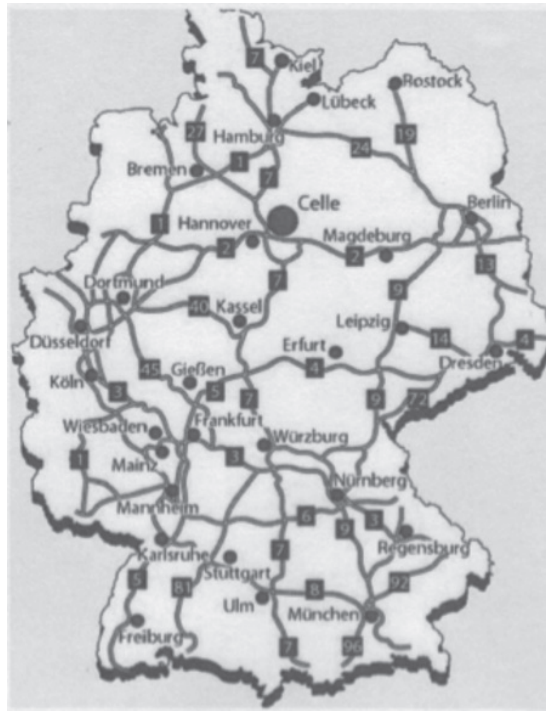 7
Kiel
Rostock
Lübeck
27
Hamburg
19
1
24
Bremen
7
Celle
Berlin
1
Hannover
2
Magdeburg
2
13
7
Dortmund
9
40
Kassel
Leipzig
Düsseldorf
Erfurt
14
4
Dresden
45
Gießen
4
Köln
3
5
7
9
72
Wiesbaden
Frankfurt
Würzburg
1
Mainz
3
Nürnberg
Mannheim
6
9
3
Karlsruhe
7
Regensburg
5
81
Stuttgart
8
92
Ulm
München
Freiburg
7
96